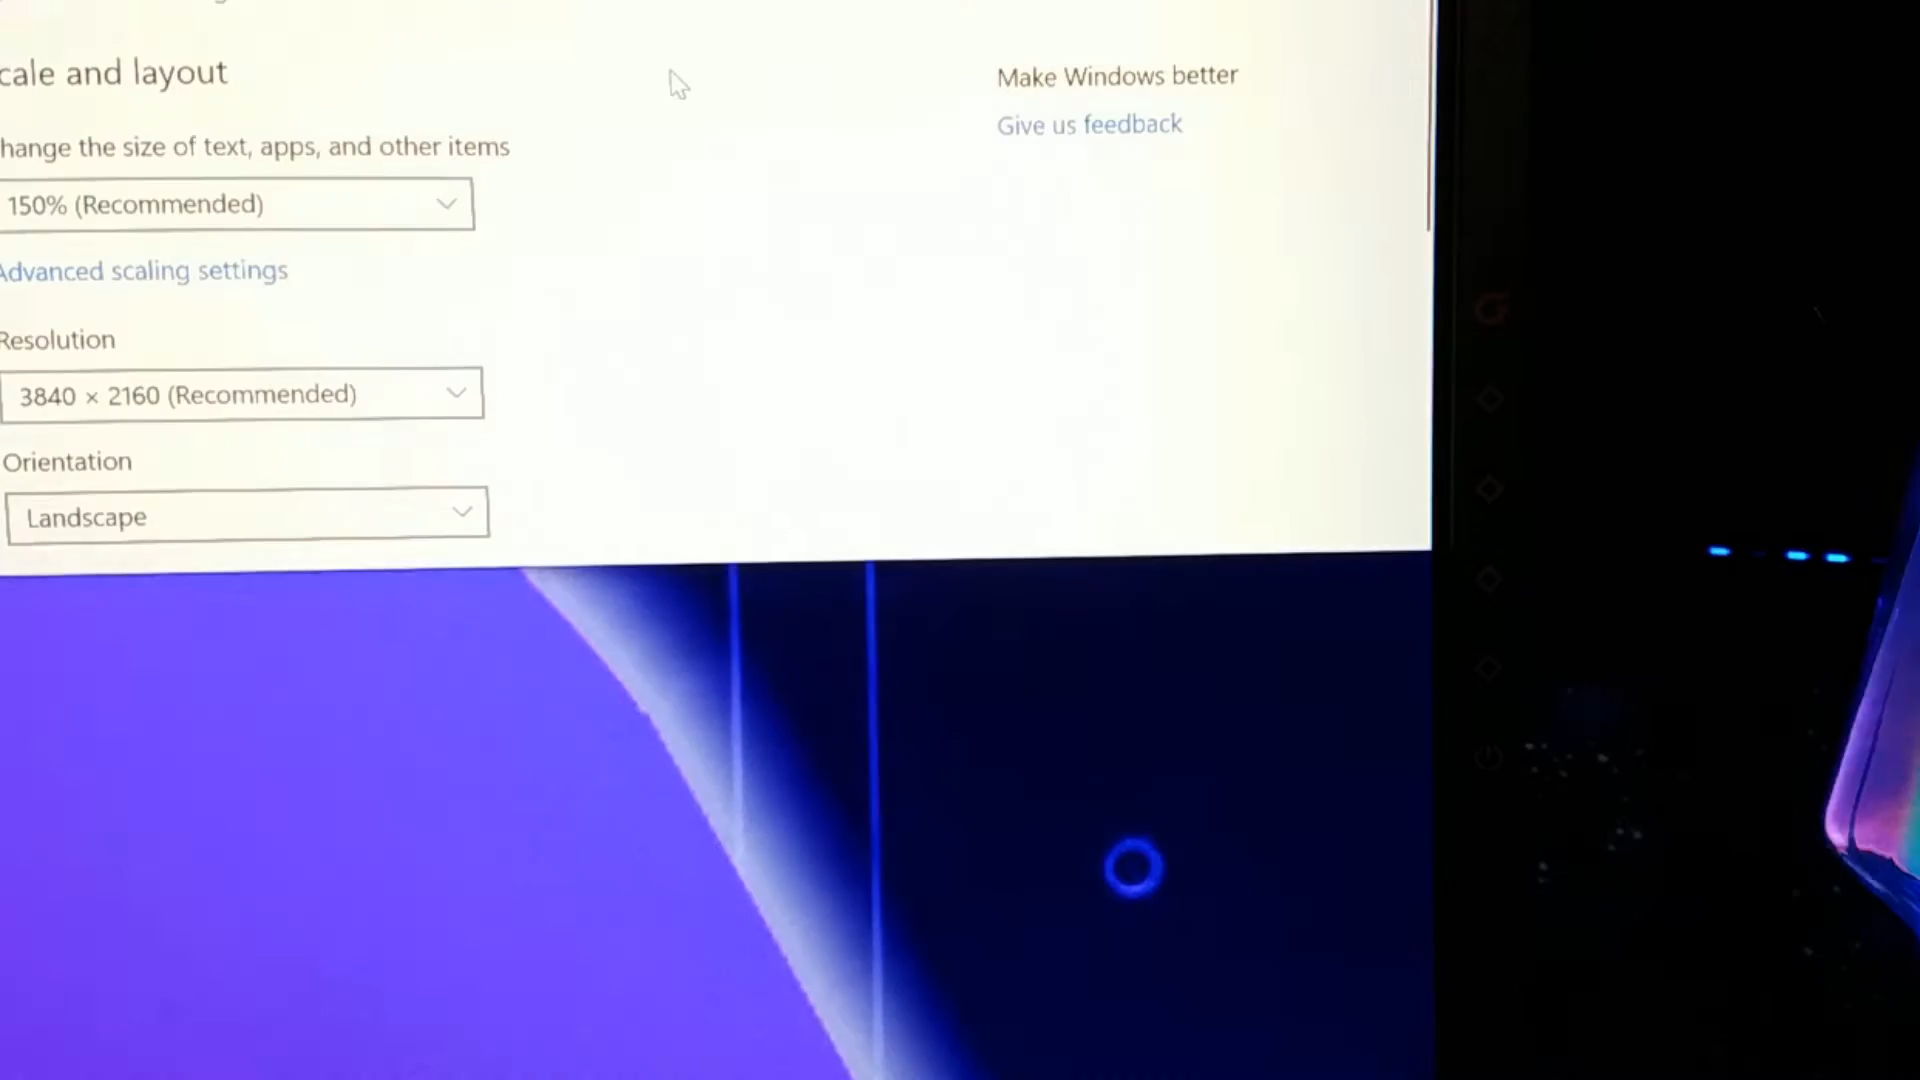 cale and layout
Make Windows better
Give us feedback
hange the size of text, apps, and other items
150% (Recommended)
Advanced scaling settings
Resolution
3840 × 2160 (Recommended)
Orientation
Landscape